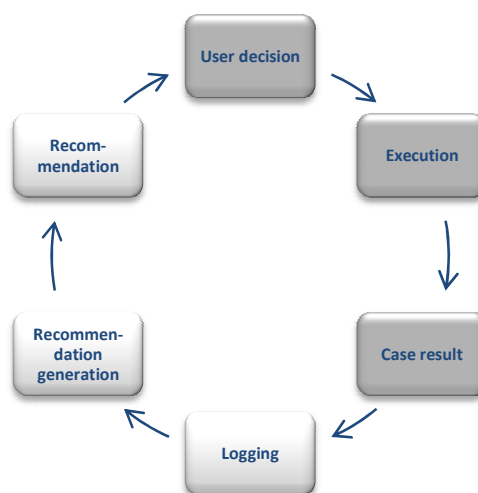 User decision
Execution
Case result
Logging
Recommen-
dation
generation
Recom-
mendation